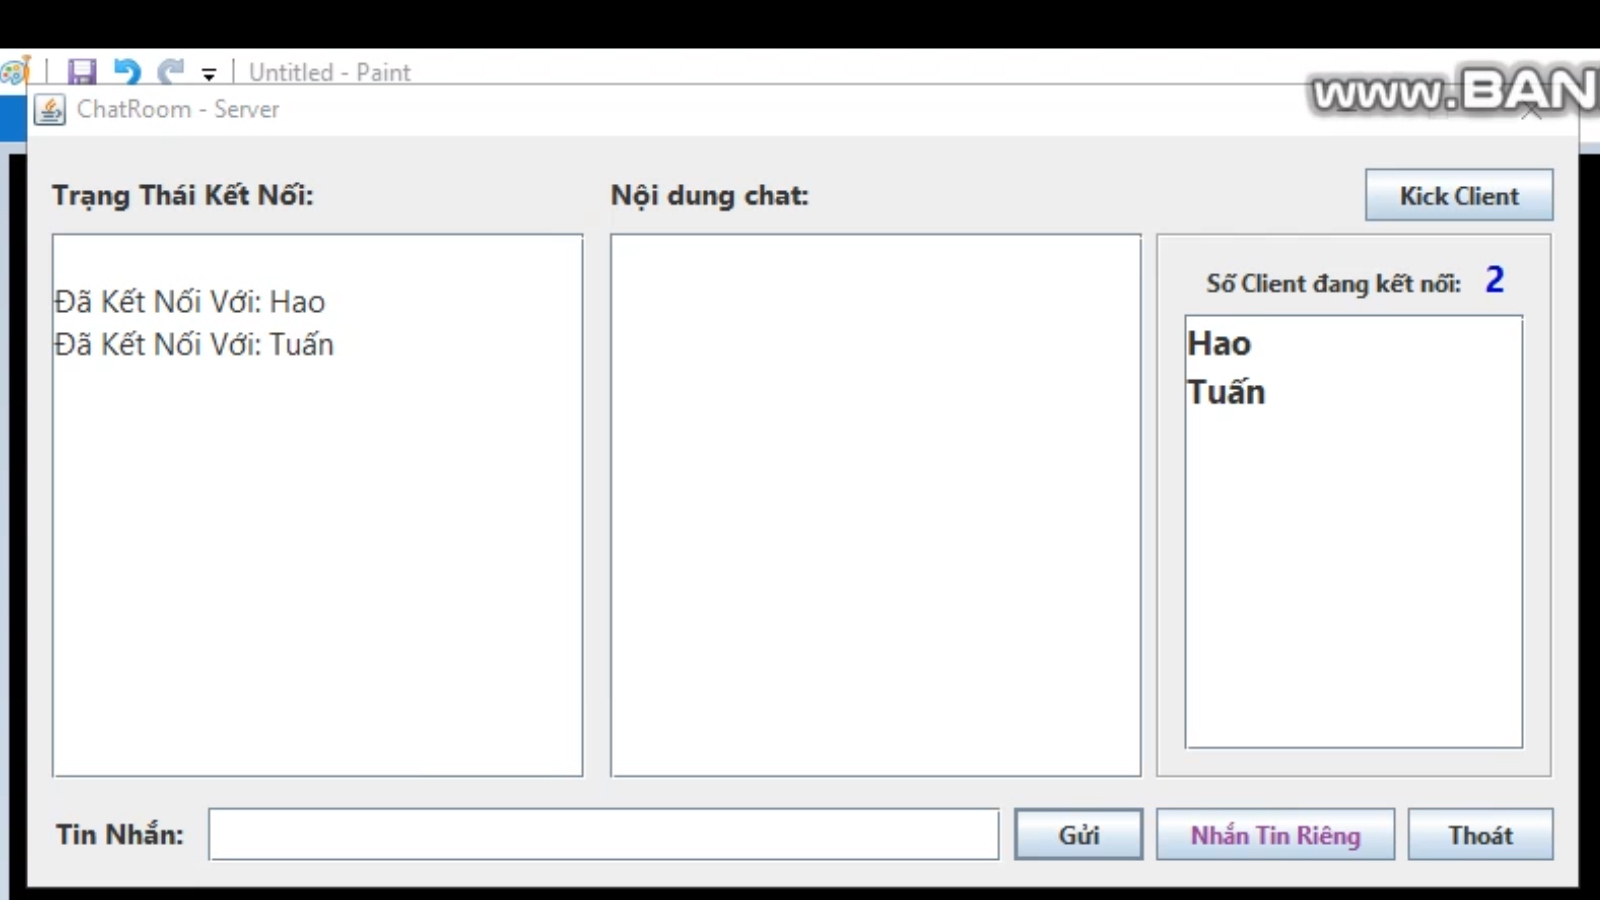 Untitled - Paint
www.BAN
ChatRoom - Server
Trạng Thái Kết Nối:
Nội dung chat:
Kick Client
Đã Kết Nối Với: Hao
Đã Kết Nối Với: Tuấn
Số Client đang kết nối: 2
Hao
Tuấn
Tin Nhắn:
Gửi
Nhắn Tin Riêng
Thoát